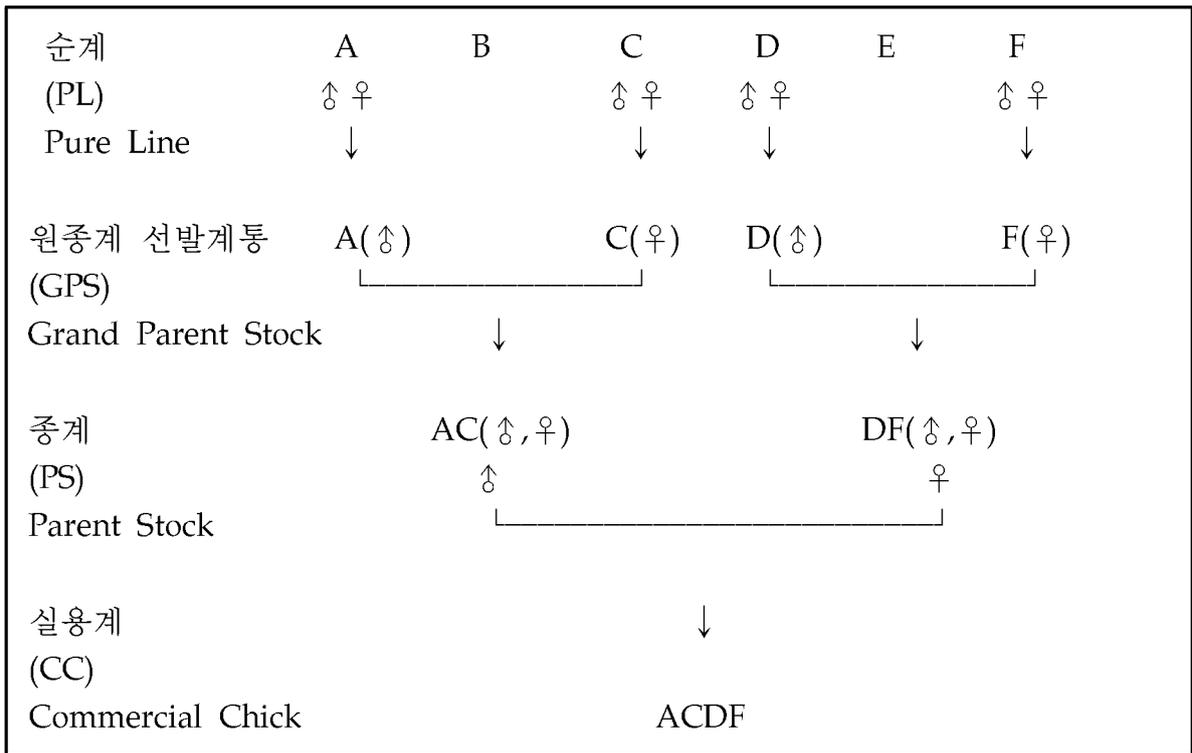 순계 A B C D E F
(PL) ♂ ♀ ♂ ♀ ♂ ♀ ♂ ♀
Pure Line ↓ ↓ ↓ ↓
원종계 선발계통 A(♂) C(♀) D(♂) F(♀)
(GPS)
Grand Parent Stock ↓ ↓
종계 AC(♂,♀) DF(♂,♀)
(PS) ♂ ♀
Parent Stock
실용계 ↓
(CC)
Commercial Chick ACDF